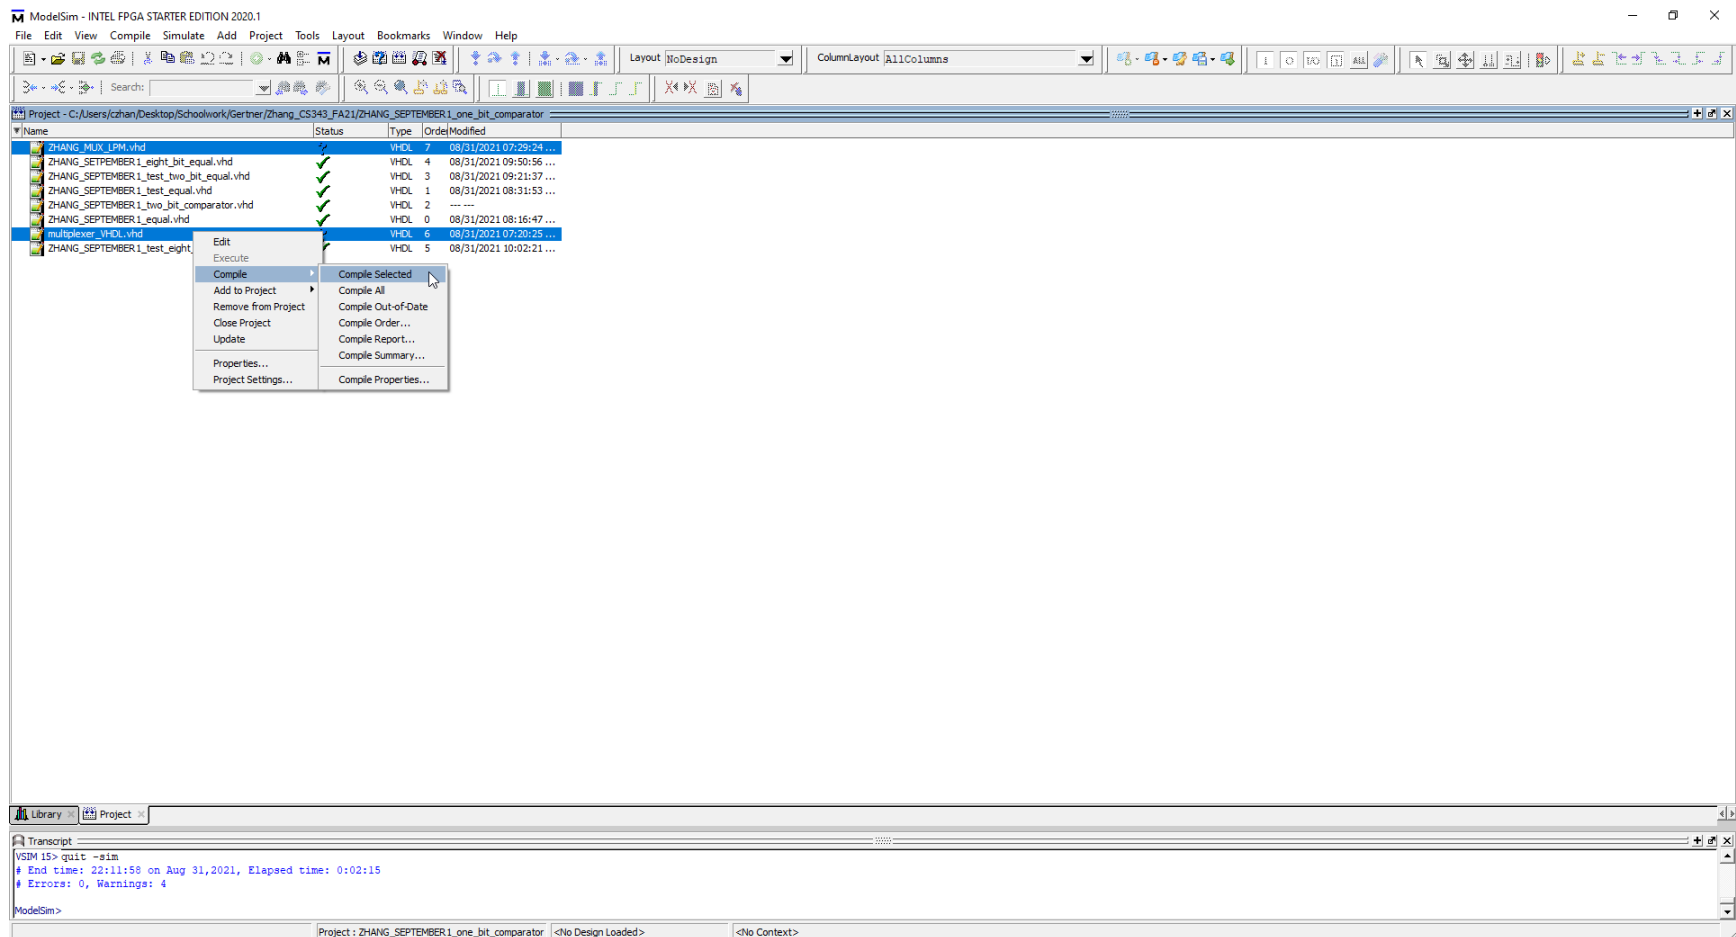 ModelSim - INTEL FPGA STARTER EDITION 2020.1
File Edit View Compile Simulate Add Project Tools Layout Bookmarks Window Help
Layout NoDesign ColumnLayout AllColumns
Search:
Project - C:/Users/czhan/Desktop/Schoolwork/Gertner/Zhang_CS343_FA21/ZHANG_SEPTEMBER1_one_bit_comparator
Name Status Type Order Modified
ZHANG_MUX_LPM.vhd ? VHDL 7 08/31/2021 07:29:24 ...
ZHANG_SETPEMBER1_eight_bit_equal.vhd VHDL 4 08/31/2021 09:50:56 ...
ZHANG_SEPTEMBER1_test_two_bit_equal.vhd VHDL 3 08/31/2021 09:21:37 ...
ZHANG_SEPTEMBER1_test_equal.vhd VHDL 1 08/31/2021 08:31:53 ...
ZHANG_SEPTEMBER1_two_bit_comparator.vhd VHDL 2 --- ---
ZHANG_SEPTEMBER1_equal.vhd VHDL 0 08/31/2021 08:16:47 ...
multiplexer_VHDL.vhd VHDL 6 08/31/2021 07:20:25 ...
ZHANG_SEPTEMBER1_test_eight_ VHDL 5 08/31/2021 10:02:21 ...
Edit
Execute
Compile
Add to Project
Remove from Project
Close Project
Update
Properties...
Project Settings...
Compile Selected
Compile All
Compile Out-of-Date
Compile Order...
Compile Report...
Compile Summary...
Compile Properties...
Library Project
Transcript
VSIM 15> quit -sim
# End time: 22:11:58 on Aug 31,2021, Elapsed time: 0:02:15
# Errors: 0, Warnings: 4
ModelSim>
Project : ZHANG_SEPTEMBER1_one_bit_comparator <No Design Loaded> <No Context>